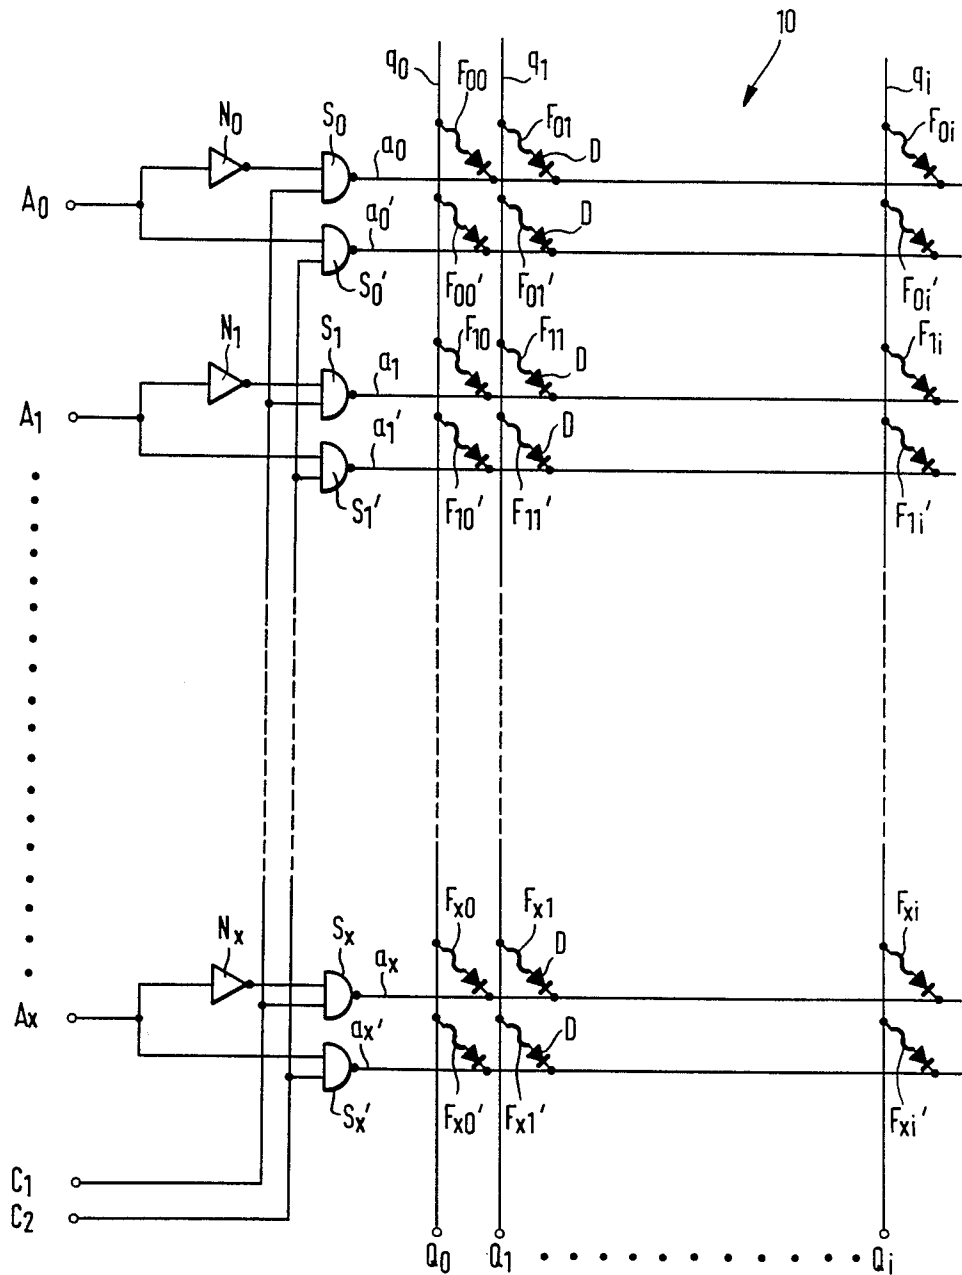 10
q0 F00 q1 F01 D qi F0i
N0 S0 a0
A0 a0' D
S0' F00' F01' F0i'
N1 S1 a1 F10 F11 D F1i
A1 a1' D
S1' F10' F11' F1i'
Nx Sx ax Fx0 Fx1 D Fxi
Ax ax' D
Sx' Fx0' Fx1' Fxi'
C1
C2
Q0 Q1 Qi